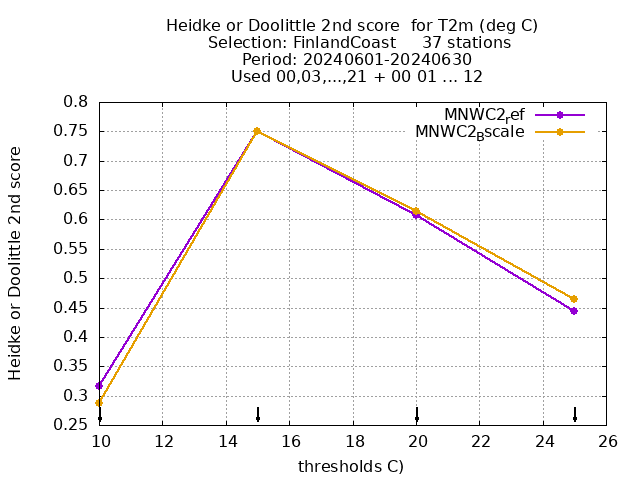 Heidke or Doolittle 2nd score  for T2m (deg C)
Selection: FinlandCoast     37 stations
Period: 20240601-20240630
Used 00,03,...,21 + 00 01 ... 12
MNWC2ref
MNWC2Bscale
0.8
0.75
0.7
0.65
0.6
0.55
0.5
0.45
0.4
0.35
0.3
0.25
Heidke or Doolittle 2nd score
10 12 14 16 18 20 22 24 26
thresholds C)